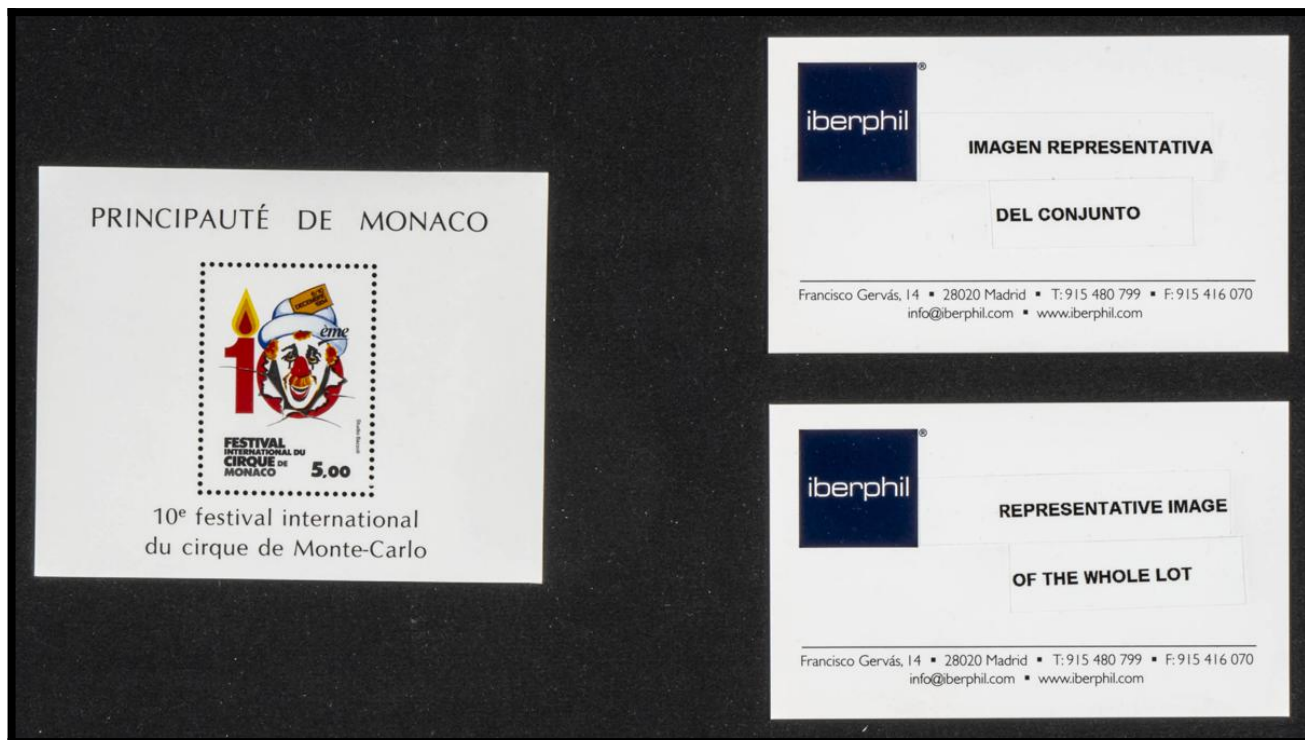 PRINCIPAUTÉ DE MONACO
DECEMBRE
1984
10 ème
FESTIVAL
INTERNATIONAL DU
CIRQUE DE
MONACO
5,00
10e festival international
du cirque de Monte-Carlo
iberphil®
IMAGEN REPRESENTATIVA
DEL CONJUNTO
Francisco Gervás, 14 ▪ 28020 Madrid ▪ T: 915 480 799 ▪ F: 915 416 070
info@iberphil.com ▪ www.iberphil.com
iberphil®
REPRESENTATIVE IMAGE
OF THE WHOLE LOT
Francisco Gervás, 14 ▪ 28020 Madrid ▪ T: 915 480 799 ▪ F: 915 416 070
info@iberphil.com ▪ www.iberphil.com